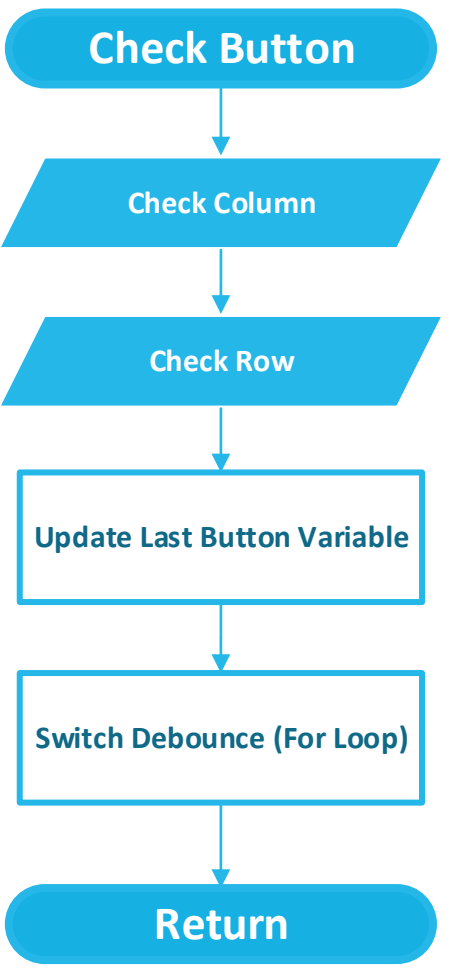 Check Button
Check Column
Check Row
Update Last Button Variable
Switch Debounce (For Loop)
Return